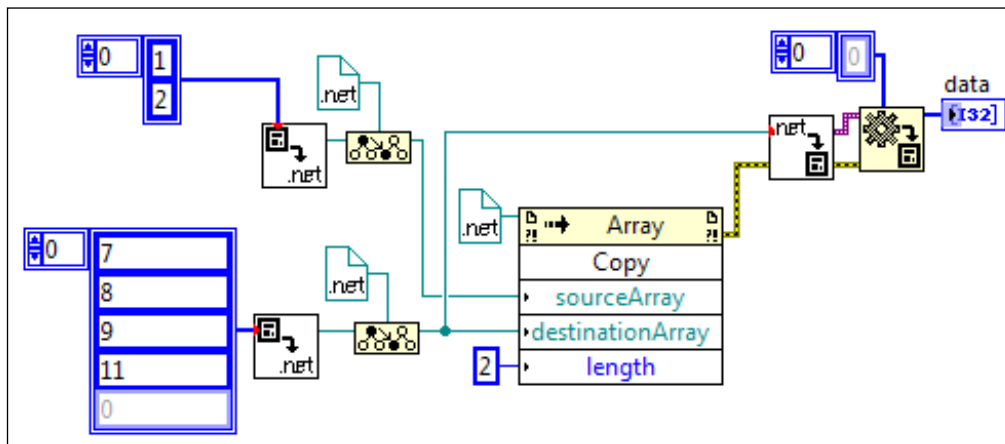 0
1
2
.net
.net
0
7
8
9
11
0
.net
.net
.net
Array
Copy
sourceArray
destinationArray
2
length
0
0
.net
data
[I32]